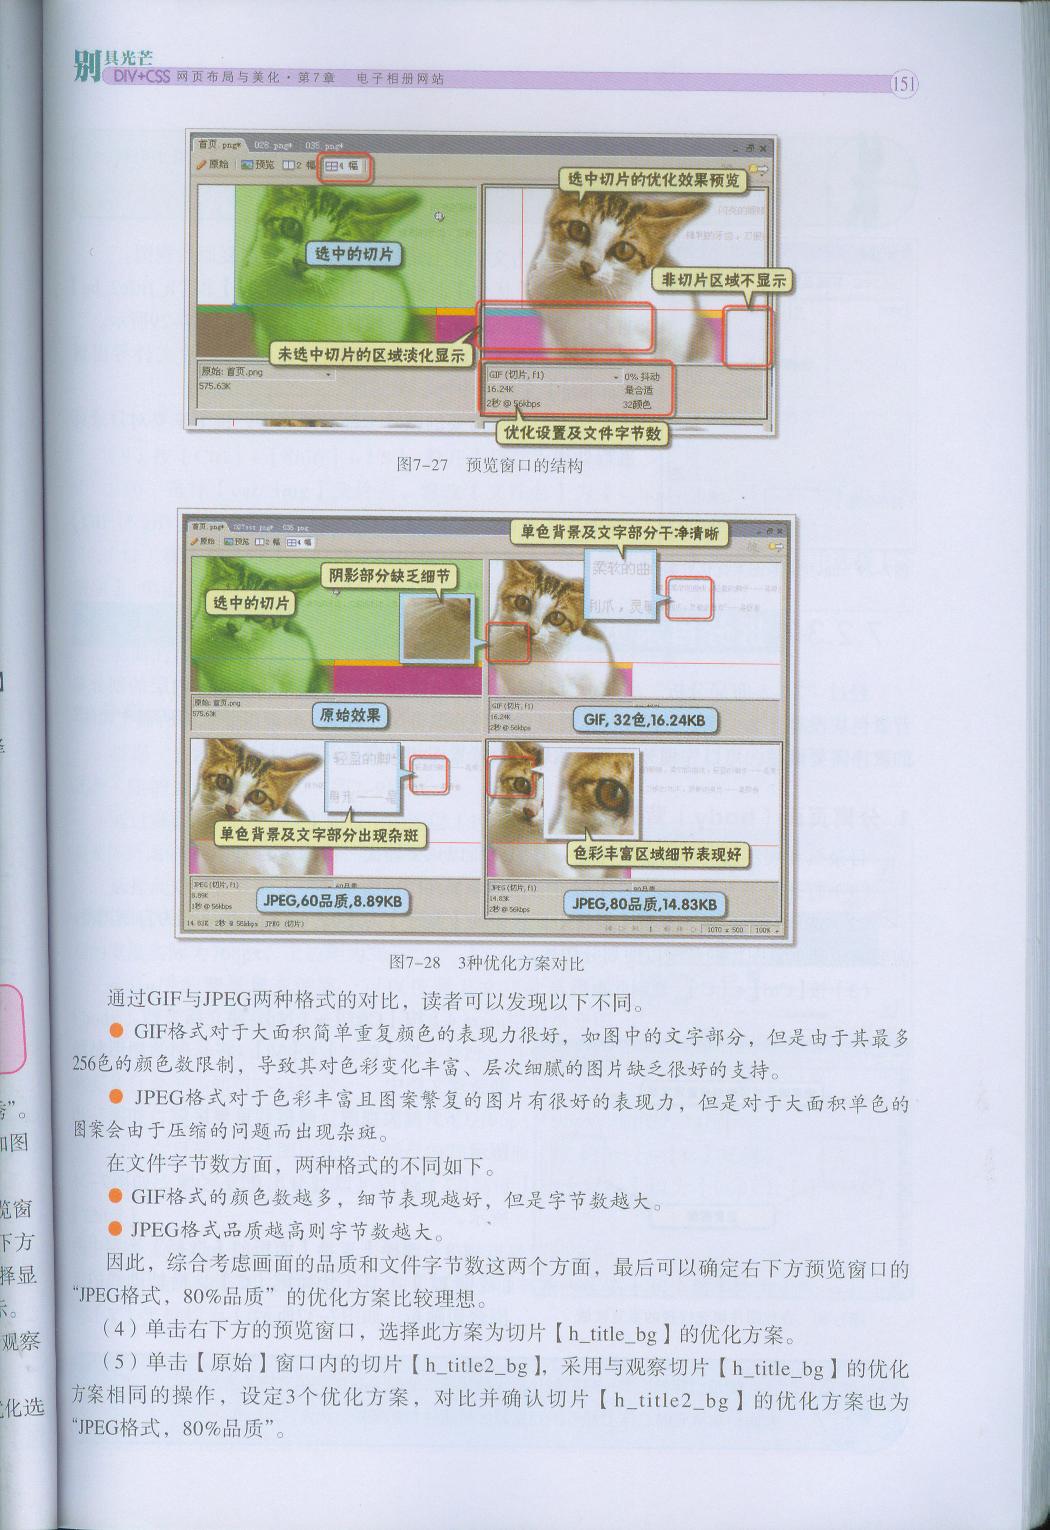 别具光芒
DIV+CSS 网页布局与美化·第7章 电子相册网站
151
首页.png* 028.png* 035.png*
原始 预览 2 幅 4 幅
选中切片的优化效果预览
选中的切片
非切片区域不显示
未选中切片的区域淡化显示
原始: 首页.png
575.63K
GIF (切片, f1)
16.24K
2秒 @ 56kbps
0% 抖动
最合适
32颜色
优化设置及文件字节数
图7-27 预览窗口的结构
首页.png* 035.png
原始 预览 2 幅 4 幅
单色背景及文字部分干净清晰
阴影部分缺乏细节
柔软的曲
选中的切片
利爪，灵敏
原始: 首页.png
575.63K
原始效果
GIF (切片, f1)
16.24K
2秒 @ 56kbps
GIF, 32色,16.24KB
轻盈的脚步
单色背景及文字部分出现杂斑
色彩丰富区域细节表现好
JPEG (切片, f1)
8.89K
1秒 @ 56kbps
JPEG,60品质,8.89KB
JPEG (切片, f1)
14.83K
2秒 @ 56kbps
JPEG,80品质,14.83KB
14.83K 2秒 @ 56kbps JPEG (切片)
1070 x 500 100%
图7-28 3种优化方案对比
通过GIF与JPEG两种格式的对比，读者可以发现以下不同。
● GIF格式对于大面积简单重复颜色的表现力很好，如图中的文字部分，但是由于其最多
256色的颜色数限制，导致其对色彩变化丰富、层次细腻的图片缺乏很好的支持。
● JPEG格式对于色彩丰富且图案繁复的图片有很好的表现力，但是对于大面积单色的
图案会由于压缩的问题而出现杂斑。
在文件字节数方面，两种格式的不同如下。
● GIF格式的颜色数越多，细节表现越好，但是字节数越大。
● JPEG格式品质越高则字节数越大。
因此，综合考虑画面的品质和文件字节数这两个方面，最后可以确定右下方预览窗口的
“JPEG格式，80%品质”的优化方案比较理想。
（4）单击右下方的预览窗口，选择此方案为切片【h_title_bg】的优化方案。
（5）单击【原始】窗口内的切片【h_title2_bg】，采用与观察切片【h_title_bg】的优化
方案相同的操作，设定3个优化方案，对比并确认切片【h_title2_bg】的优化方案也为
“JPEG格式，80%品质”。